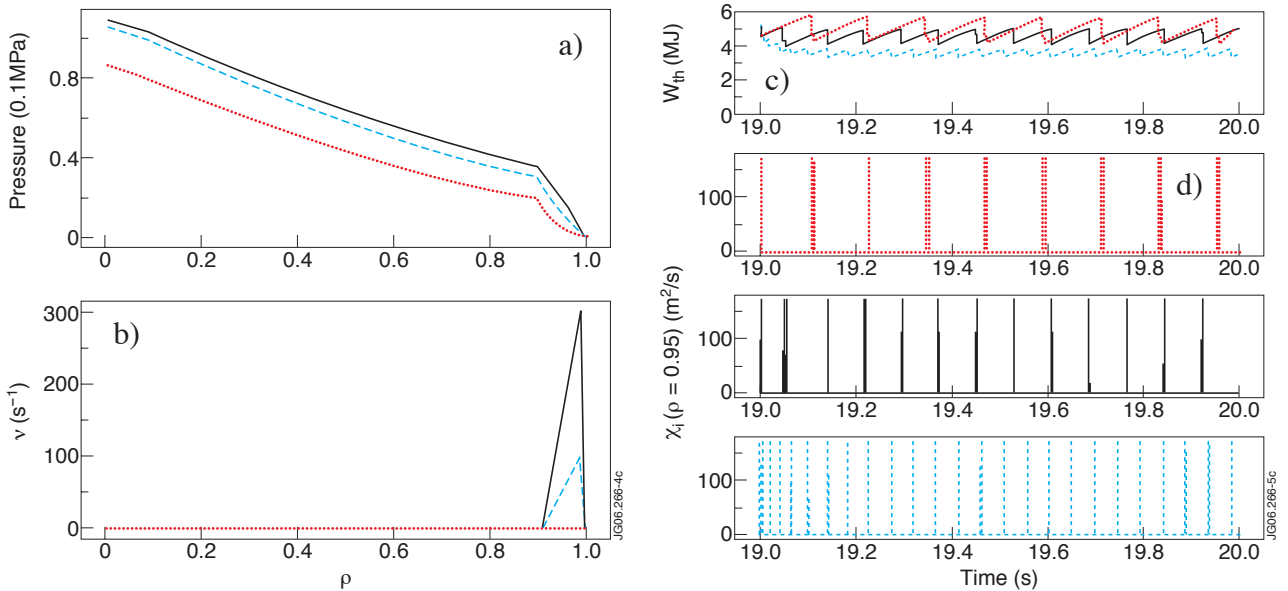 a)
Pressure (0.1MPa)
0.8
0.4
0
0 0.2 0.4 0.6 0.8 1.0
b)
ν (s⁻¹)
300
200
100
0
0 0.2 0.4 0.6 0.8 1.0
ρ
JG06.266-4c
c)
Wth (MJ)
6
4
2
0
19.0 19.2 19.4 19.6 19.8 20.0
d)
100
0
19.0 19.2 19.4 19.6 19.8 20.0
χi (ρ = 0.95) (m²/s)
100
0
19.0 19.2 19.4 19.6 19.8 20.0
100
0
19.0 19.2 19.4 19.6 19.8 20.0
Time (s)
JG06.266-5c